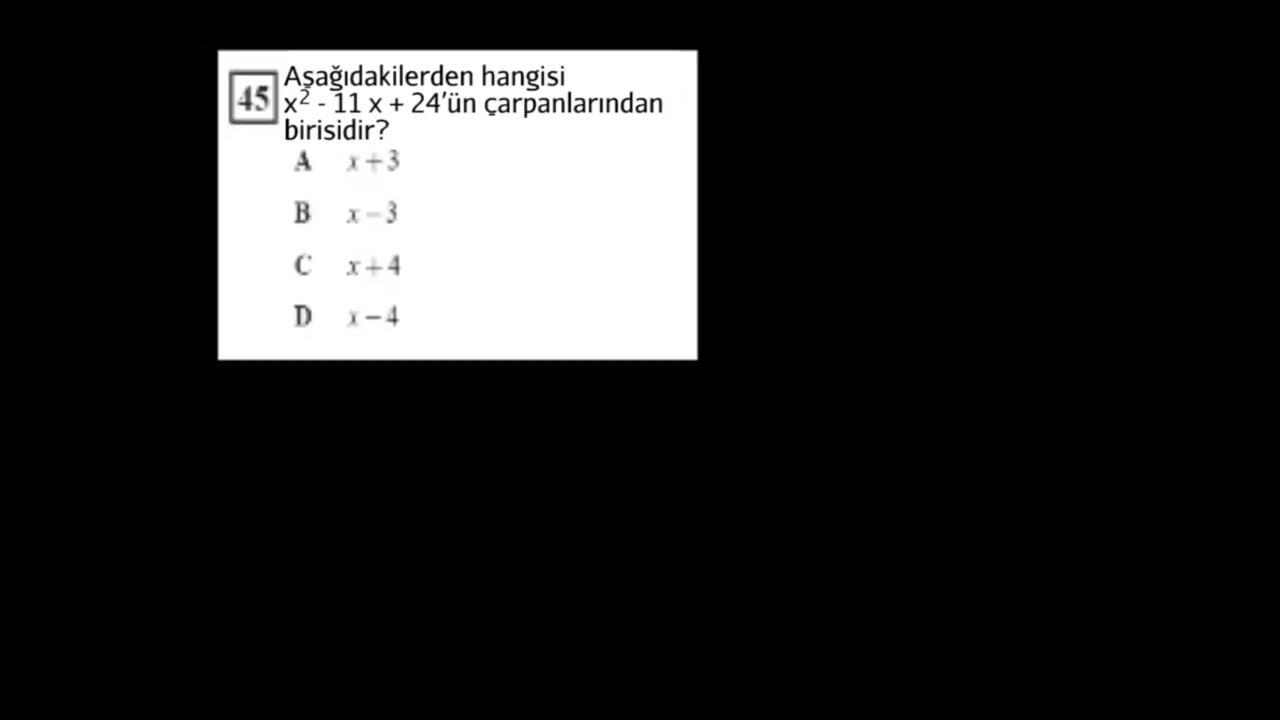 45 Aşağıdakilerden hangisi
x² - 11 x + 24'ün çarpanlarından
birisidir?
A x+3
B x−3
C x+4
D x−4